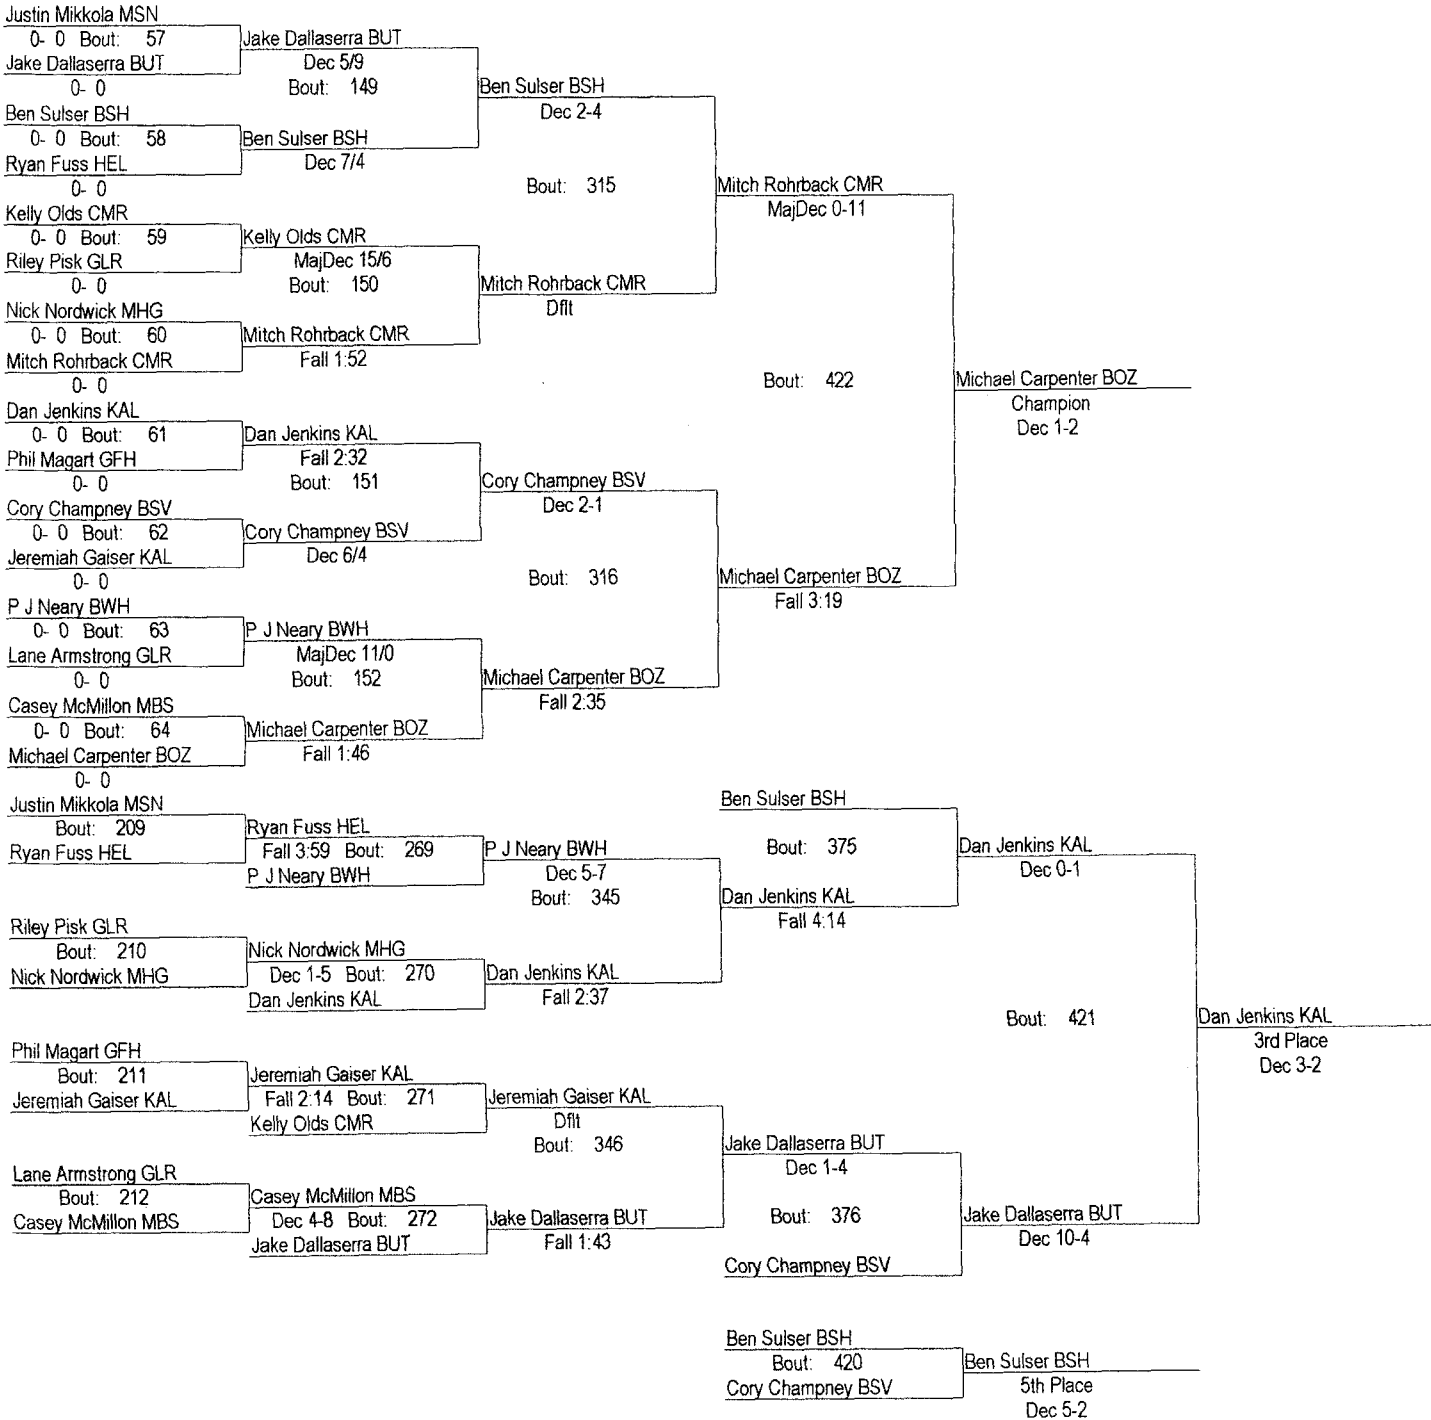 Justin Mikkola MSN
0- 0 Bout: 57
Jake Dallaserra BUT
0- 0
Ben Sulser BSH
0- 0 Bout: 58
Ryan Fuss HEL
0- 0
Kelly Olds CMR
0- 0 Bout: 59
Riley Pisk GLR
0- 0
Nick Nordwick MHG
0- 0 Bout: 60
Mitch Rohrback CMR
0- 0
Dan Jenkins KAL
0- 0 Bout: 61
Phil Magart GFH
0- 0
Cory Champney BSV
0- 0 Bout: 62
Jeremiah Gaiser KAL
0- 0
P J Neary BWH
0- 0 Bout: 63
Lane Armstrong GLR
0- 0
Casey McMillon MBS
0- 0 Bout: 64
Michael Carpenter BOZ
0- 0
Jake Dallaserra BUT
Dec 5/9
Bout: 149
Ben Sulser BSH
Dec 7/4
Kelly Olds CMR
MajDec 15/6
Bout: 150
Mitch Rohrback CMR
Fall 1:52
Dan Jenkins KAL
Fall 2:32
Bout: 151
Cory Champney BSV
Dec 6/4
P J Neary BWH
MajDec 11/0
Bout: 152
Michael Carpenter BOZ
Fall 1:46
Ben Sulser BSH
Dec 2-4
Bout: 315
Mitch Rohrback CMR
Dflt
Cory Champney BSV
Dec 2-1
Bout: 316
Michael Carpenter BOZ
Fall 2:35
Mitch Rohrback CMR
MajDec 0-11
Bout: 422
Michael Carpenter BOZ
Fall 3:19
Michael Carpenter BOZ
Champion
Dec 1-2
Justin Mikkola MSN
Bout: 209
Ryan Fuss HEL
Riley Pisk GLR
Bout: 210
Nick Nordwick MHG
Phil Magart GFH
Bout: 211
Jeremiah Gaiser KAL
Lane Armstrong GLR
Bout: 212
Casey McMillon MBS
Ryan Fuss HEL
Fall 3:59 Bout: 269
P J Neary BWH
Nick Nordwick MHG
Dec 1-5 Bout: 270
Dan Jenkins KAL
Jeremiah Gaiser KAL
Fall 2:14 Bout: 271
Kelly Olds CMR
Casey McMillon MBS
Dec 4-8 Bout: 272
Jake Dallaserra BUT
P J Neary BWH
Dec 5-7
Bout: 345
Dan Jenkins KAL
Fall 2:37
Jeremiah Gaiser KAL
Dflt
Bout: 346
Jake Dallaserra BUT
Fall 1:43
Ben Sulser BSH
Bout: 375
Dan Jenkins KAL
Fall 4:14
Jake Dallaserra BUT
Dec 1-4
Bout: 376
Cory Champney BSV
Dan Jenkins KAL
Dec 0-1
Bout: 421
Jake Dallaserra BUT
Dec 10-4
Dan Jenkins KAL
3rd Place
Dec 3-2
Ben Sulser BSH
Bout: 420
Cory Champney BSV
Ben Sulser BSH
5th Place
Dec 5-2